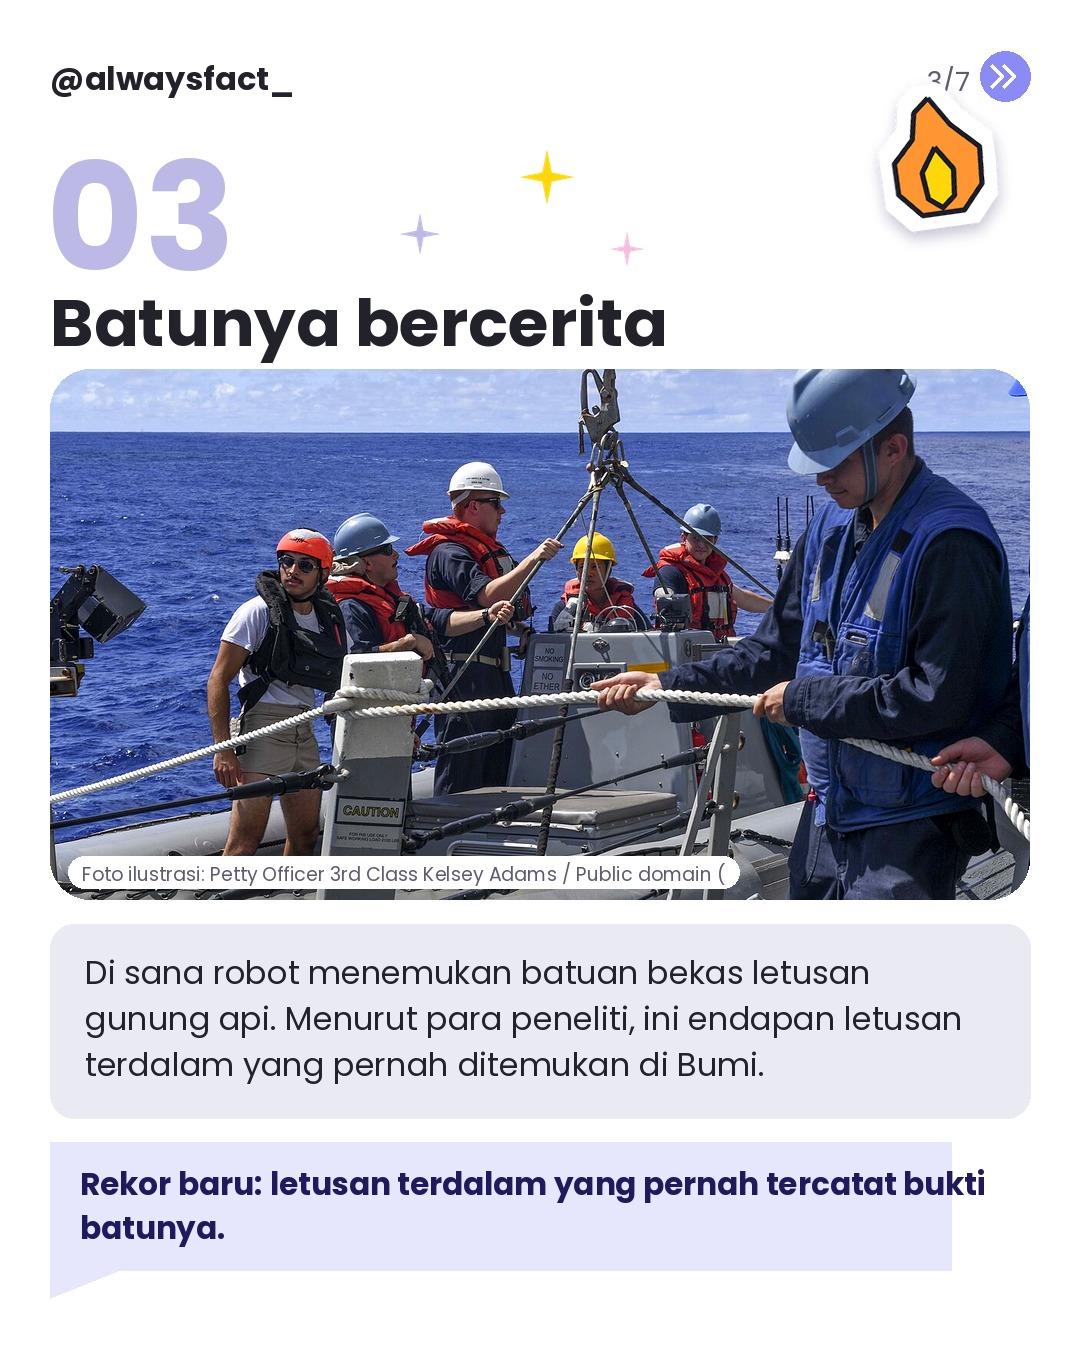 @alwaysfact_
3/7
03
Batunya bercerita
NO
SMOKING
NO
ETHER
CAUTION
Foto ilustrasi: Petty Officer 3rd Class Kelsey Adams / Public domain (
Di sana robot menemukan batuan bekas letusan
gunung api. Menurut para peneliti, ini endapan letusan
terdalam yang pernah ditemukan di Bumi.
Rekor baru: letusan terdalam yang pernah tercatat bukti
batunya.